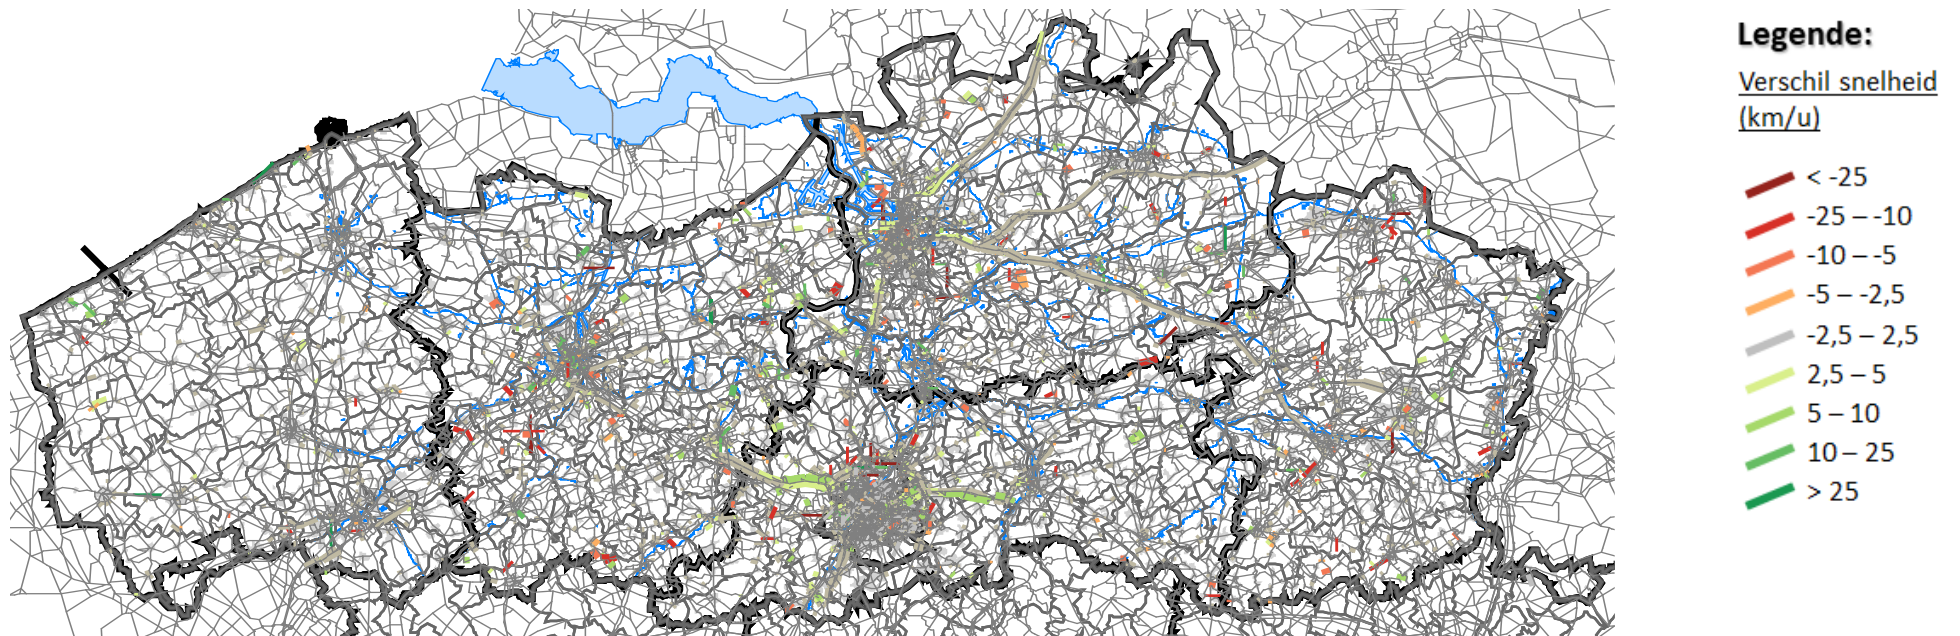 Legende:
Verschil snelheid
(km/u)
< -25
-25 – -10
-10 – -5
-5 – -2,5
-2,5 – 2,5
2,5 – 5
5 – 10
10 – 25
> 25